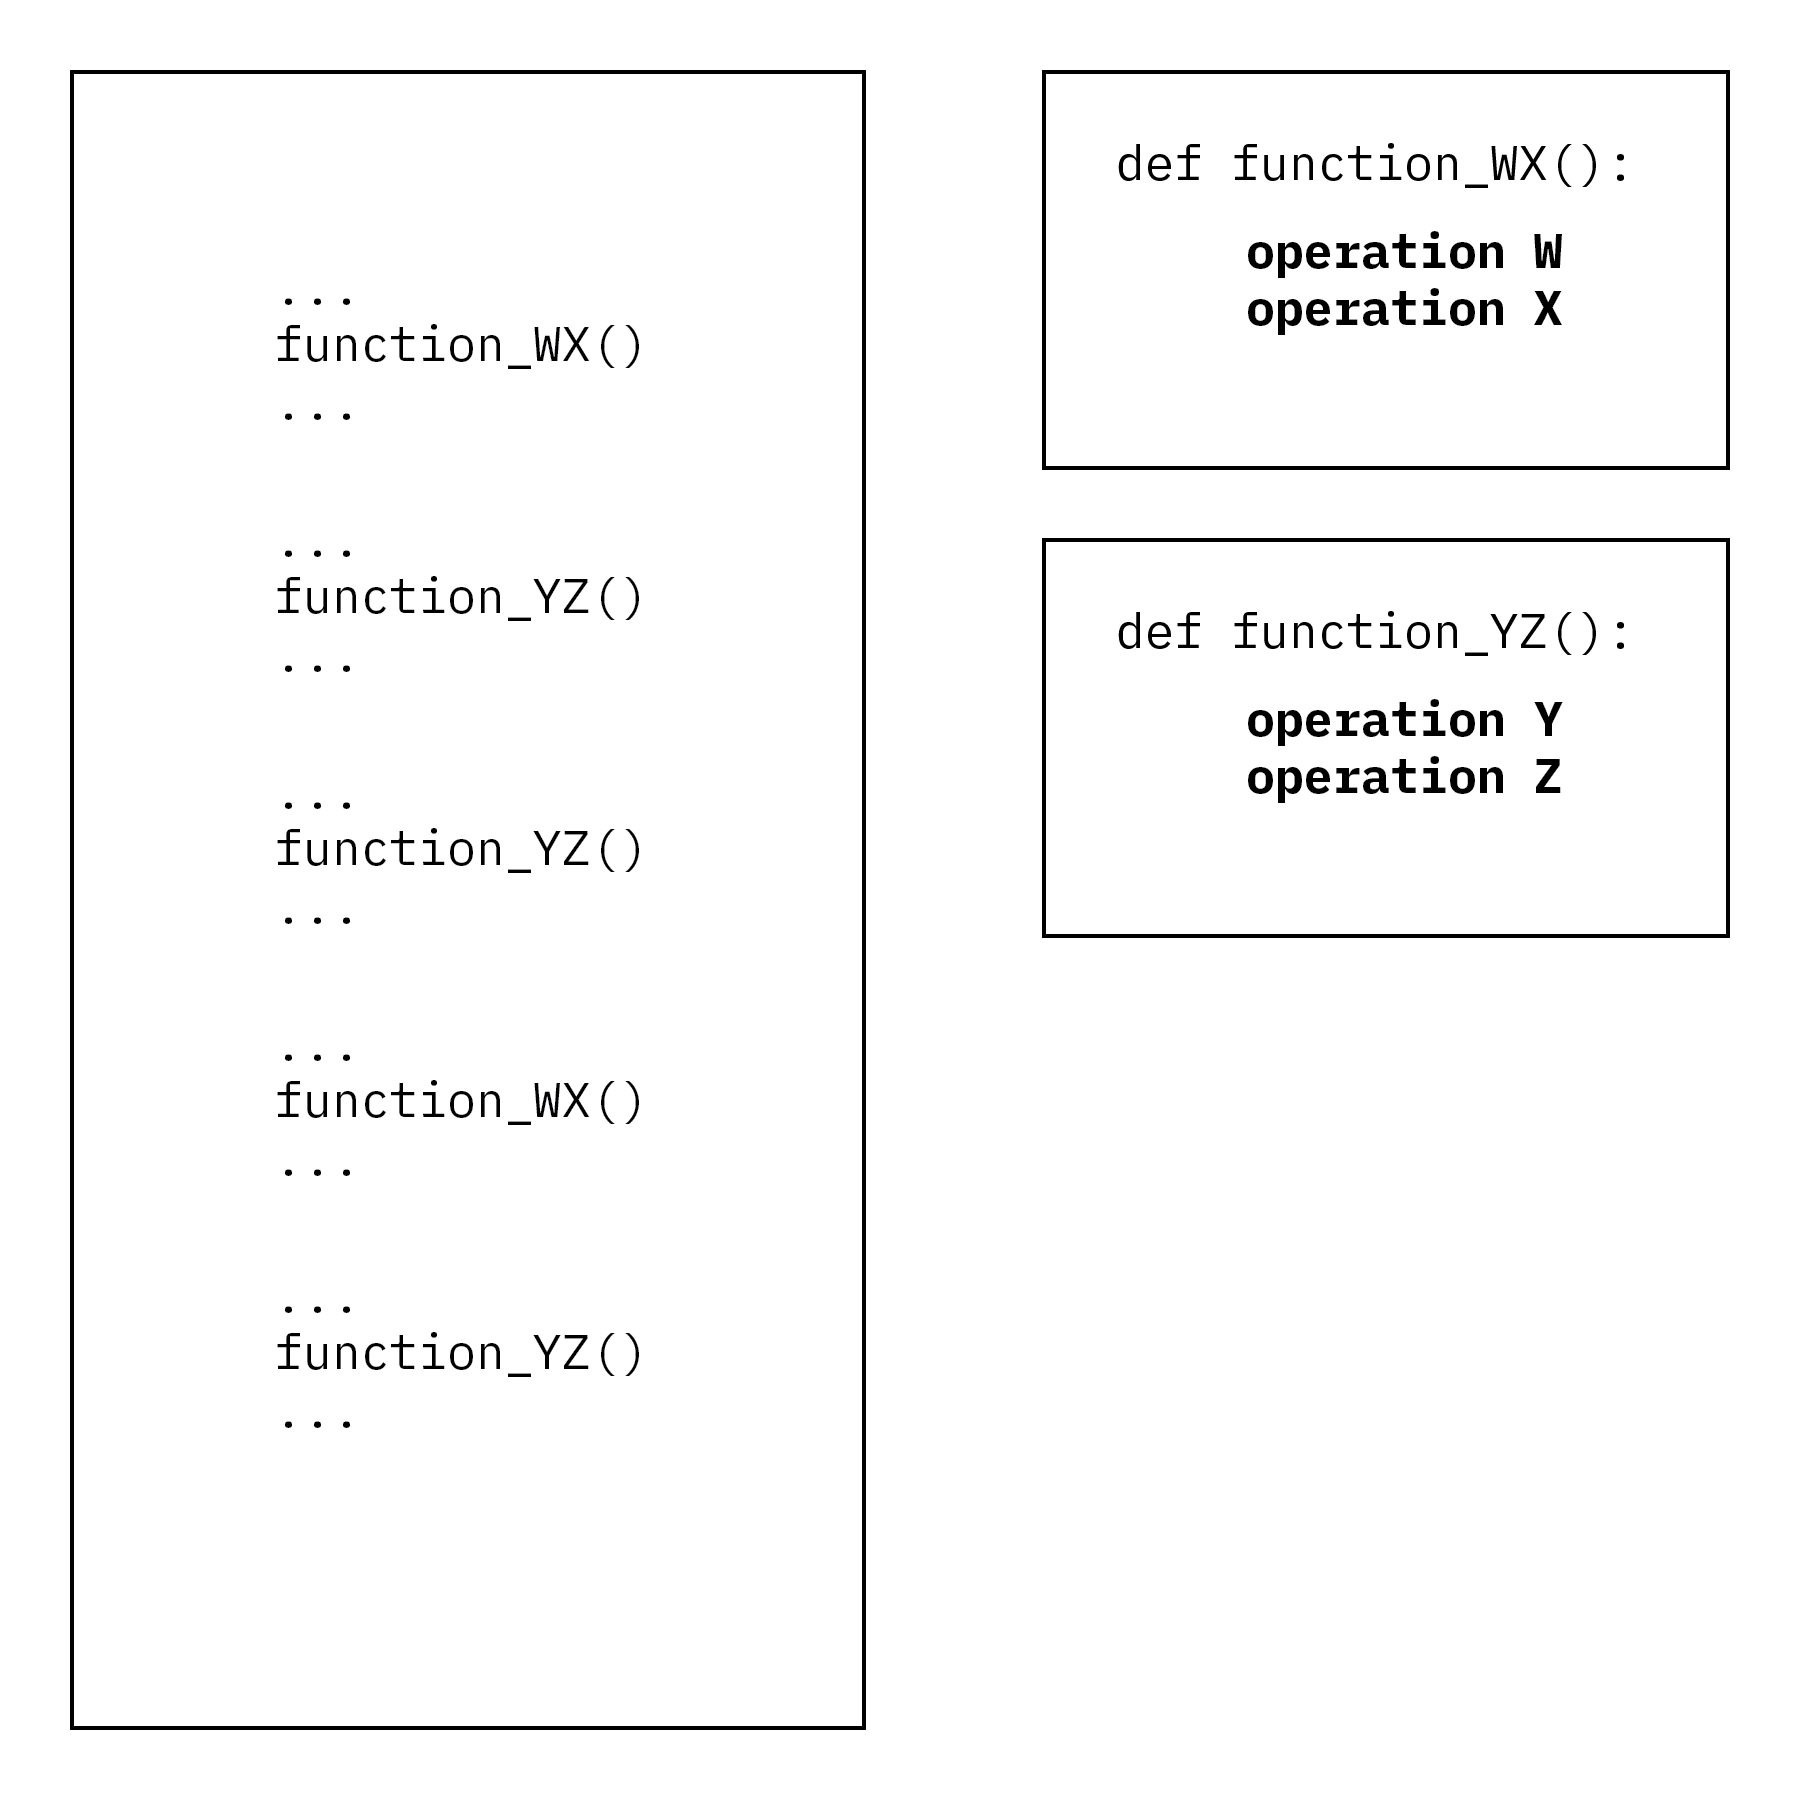 ...
function_WX()
...
...
function_YZ()
...
...
function_YZ()
...
...
function_WX()
...
...
function_YZ()
...
def function_WX():
operation W
operation X
def function_YZ():
operation Y
operation Z